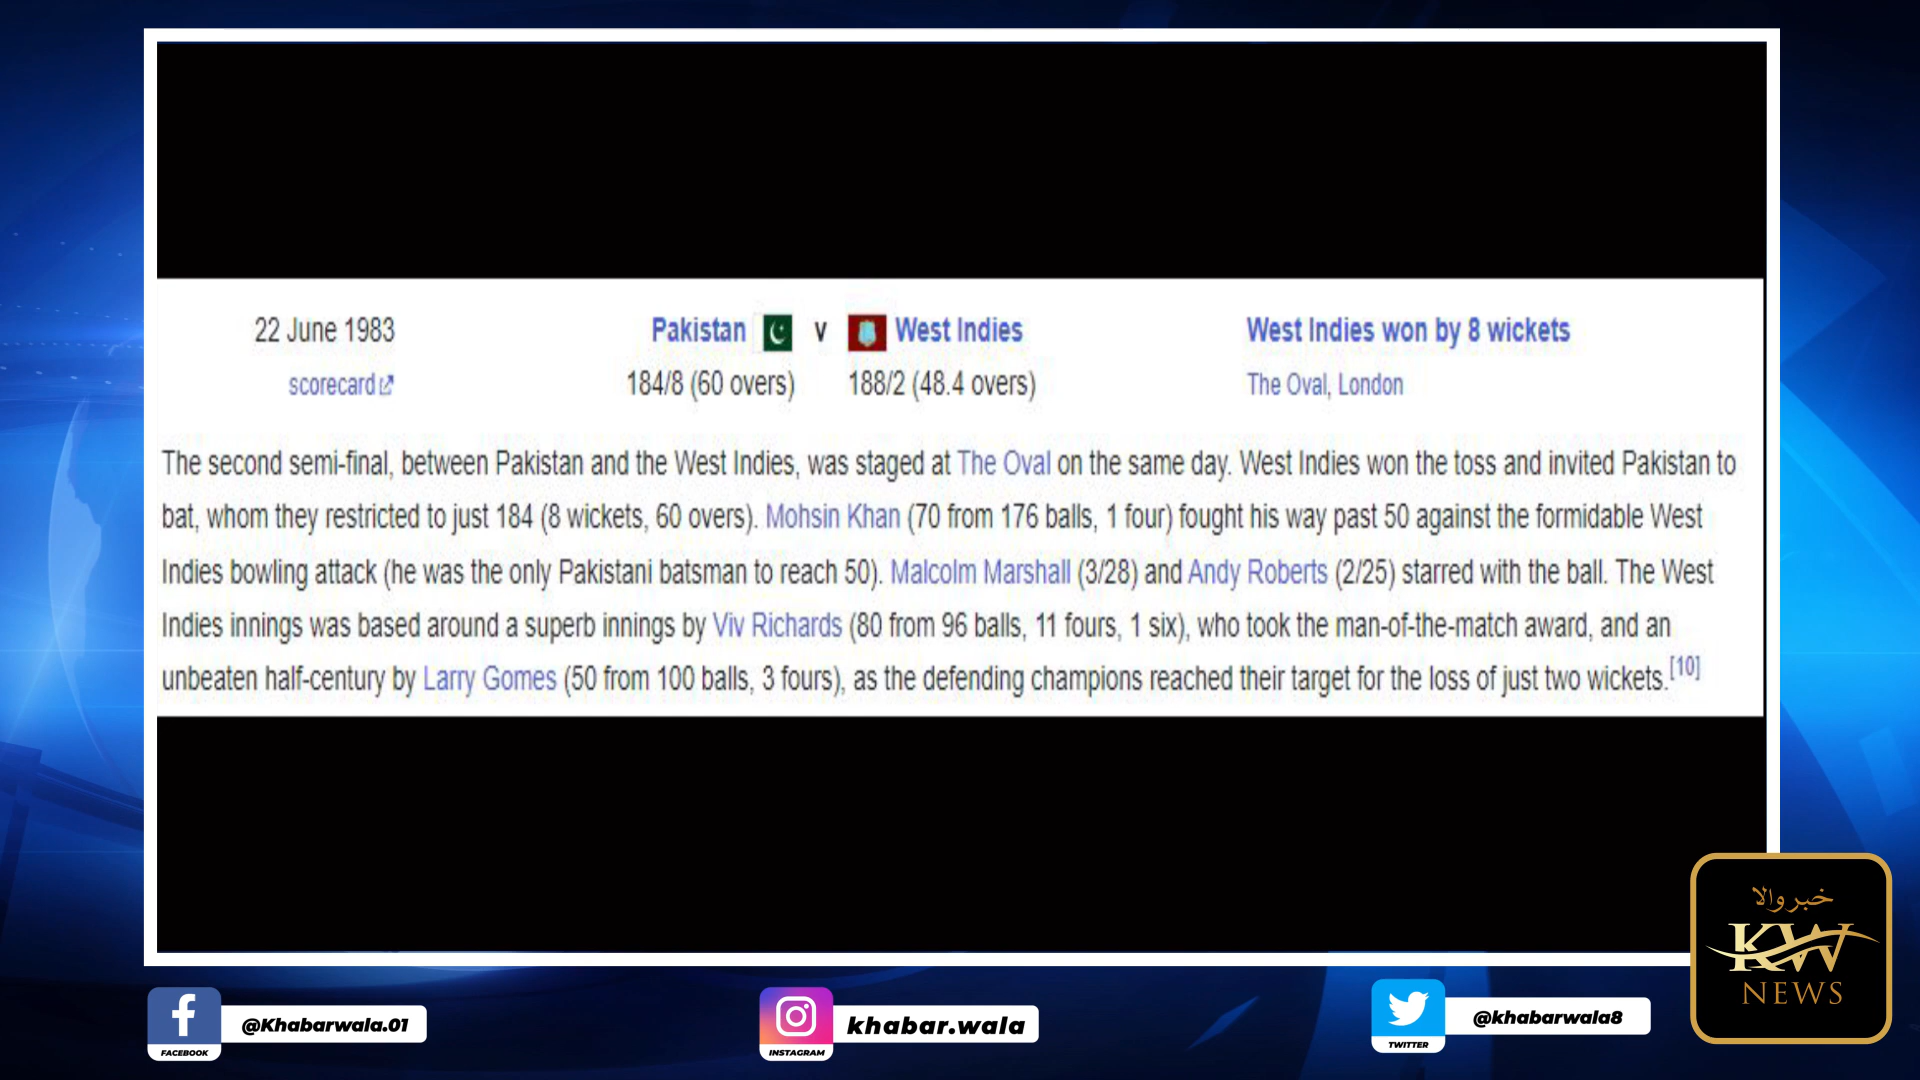 22 June 1983 Pakistan v West Indies West Indies won by 8 wickets
scorecard 184/8 (60 overs) 188/2 (48.4 overs) The Oval, London
The second semi-final, between Pakistan and the West Indies, was staged at The Oval on the same day. West Indies won the toss and invited Pakistan to
bat, whom they restricted to just 184 (8 wickets, 60 overs). Mohsin Khan (70 from 176 balls, 1 four) fought his way past 50 against the formidable West
Indies bowling attack (he was the only Pakistani batsman to reach 50). Malcolm Marshall (3/28) and Andy Roberts (2/25) starred with the ball. The West
Indies innings was based around a superb innings by Viv Richards (80 from 96 balls, 11 fours, 1 six), who took the man-of-the-match award, and an
unbeaten half-century by Larry Gomes (50 from 100 balls, 3 fours), as the defending champions reached their target for the loss of just two wickets.[10]
خبروالا
KW
NEWS
@Khabarwala.01
FACEBOOK
khabar.wala
INSTAGRAM
@khabarwala8
TWITTER